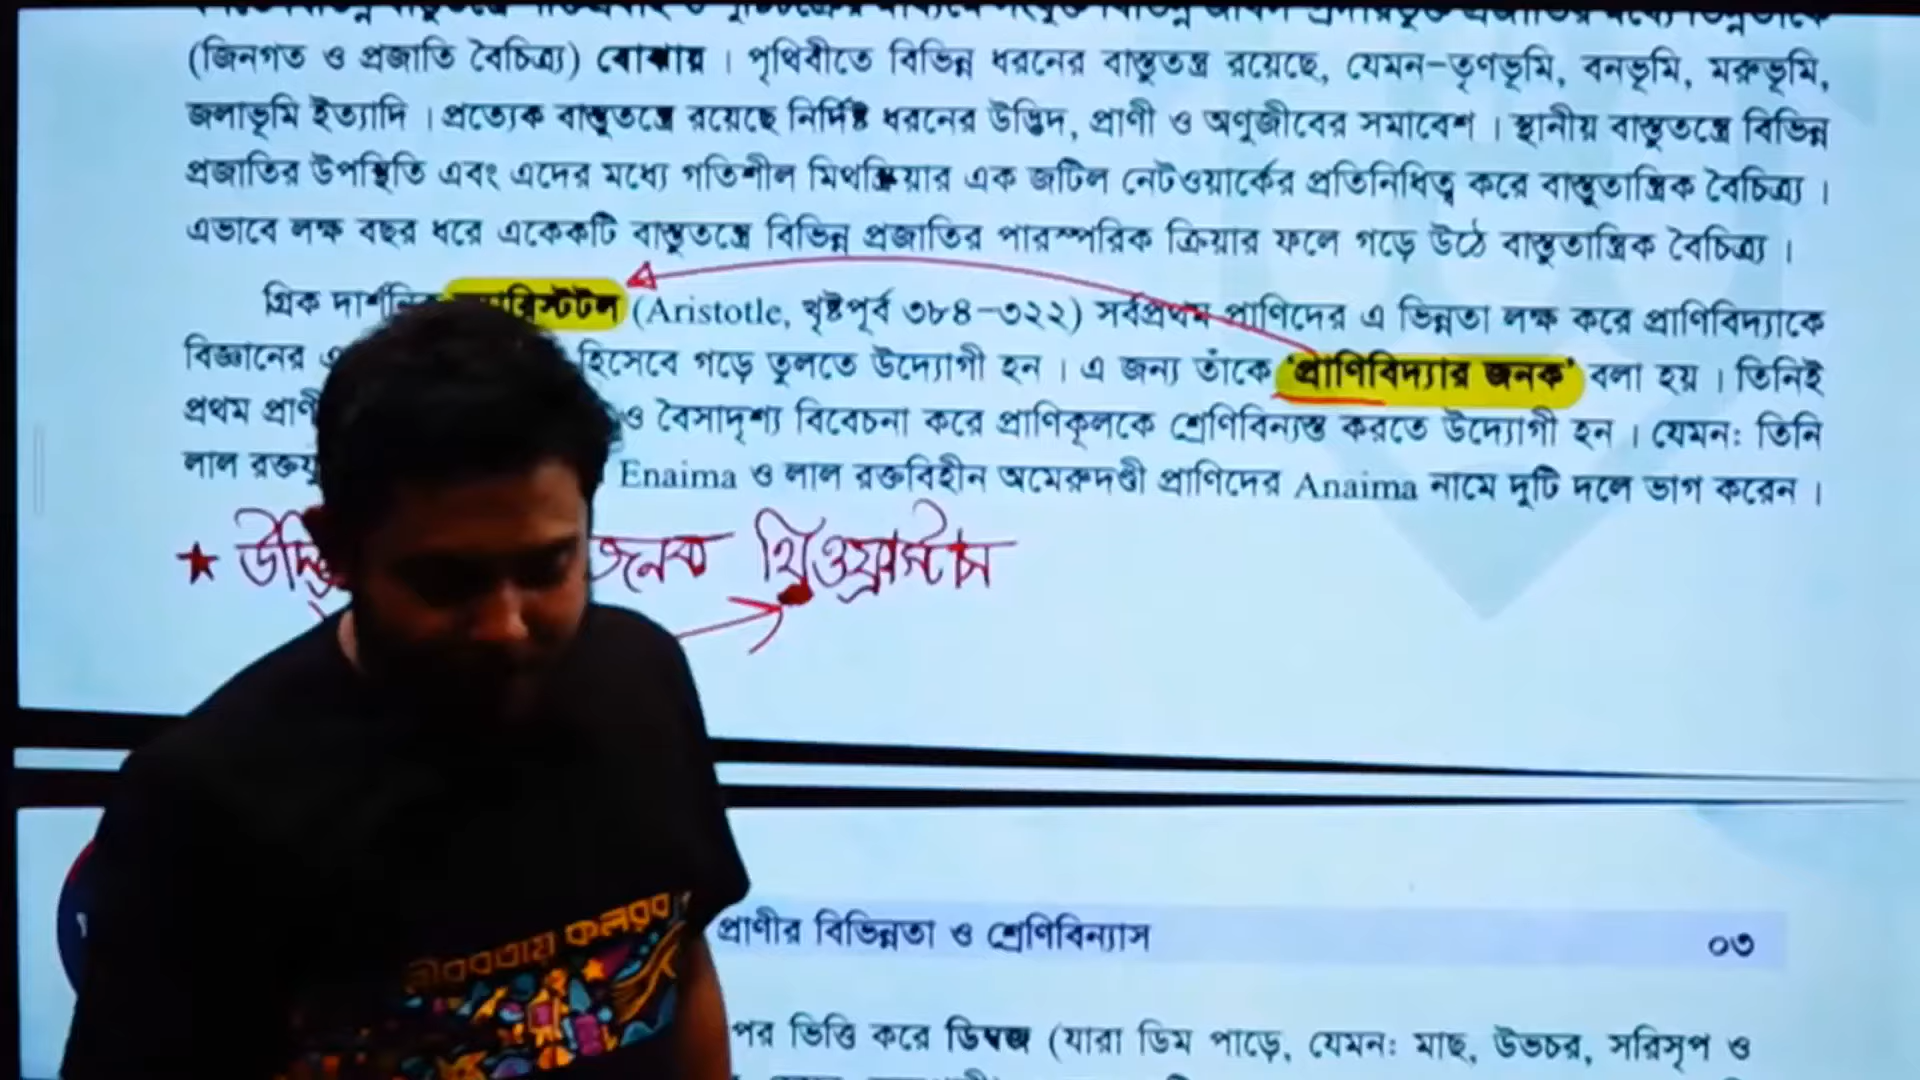 (জিনগত ও প্রজাতি বৈচিত্র্য) বোঝায় । পৃথিবীতে বিভিন্ন ধরনের বাস্তুতন্ত্র রয়েছে, যেমন–তৃণভূমি, বনভূমি, মরুভূমি,
জলাভূমি ইত্যাদি । প্রত্যেক বাস্তুতন্ত্রে রয়েছে নির্দিষ্ট ধরনের উদ্ভিদ, প্রাণী ও অণুজীবের সমাবেশ । স্থানীয় বাস্তুতন্ত্রে বিভিন্ন
প্রজাতির উপস্থিতি এবং এদের মধ্যে গতিশীল মিথষ্ক্রিয়ার এক জটিল নেটওয়ার্কের প্রতিনিধিত্ব করে বাস্তুতান্ত্রিক বৈচিত্র্য ।
এভাবে লক্ষ বছর ধরে একেকটি বাস্তুতন্ত্রে বিভিন্ন প্রজাতির পারস্পরিক ক্রিয়ার ফলে গড়ে উঠে বাস্তুতান্ত্রিক বৈচিত্র্য ।
গ্রিক (Aristotle, খৃষ্টপূর্ব ৩৮৪–৩২২) সর্বপ্রথম প্রাণিদের এ ভিন্নতা লক্ষ করে প্রাণিবিদ্যাকে
বিজ্ঞানের হিসেবে গড়ে তুলতে উদ্যোগী হন । এ জন্য তাঁকে ‘প্রাণিবিদ্যার জনক’ বলা হয় । তিনিই
প্রথম ও বৈসাদৃশ্য বিবেচনা করে প্রাণিকূলকে শ্রেণিবিন্যস্ত করতে উদ্যোগী হন । যেমন: তিনি
লাল Enaima ও লাল রক্তবিহীন অমেরুদণ্ডী প্রাণিদের Anaima নামে দুটি দলে ভাগ করেন ।
★ জনক থিওফ্রাস্টাস
প্রাণীর বিভিন্নতা ও শ্রেণিবিন্যাস ০৩
ভিত্তি করে ডিম্বজ (যারা ডিম পাড়ে, যেমন: মাছ, উভচর, সরিসৃপ ও
নীরবতায় কলরব